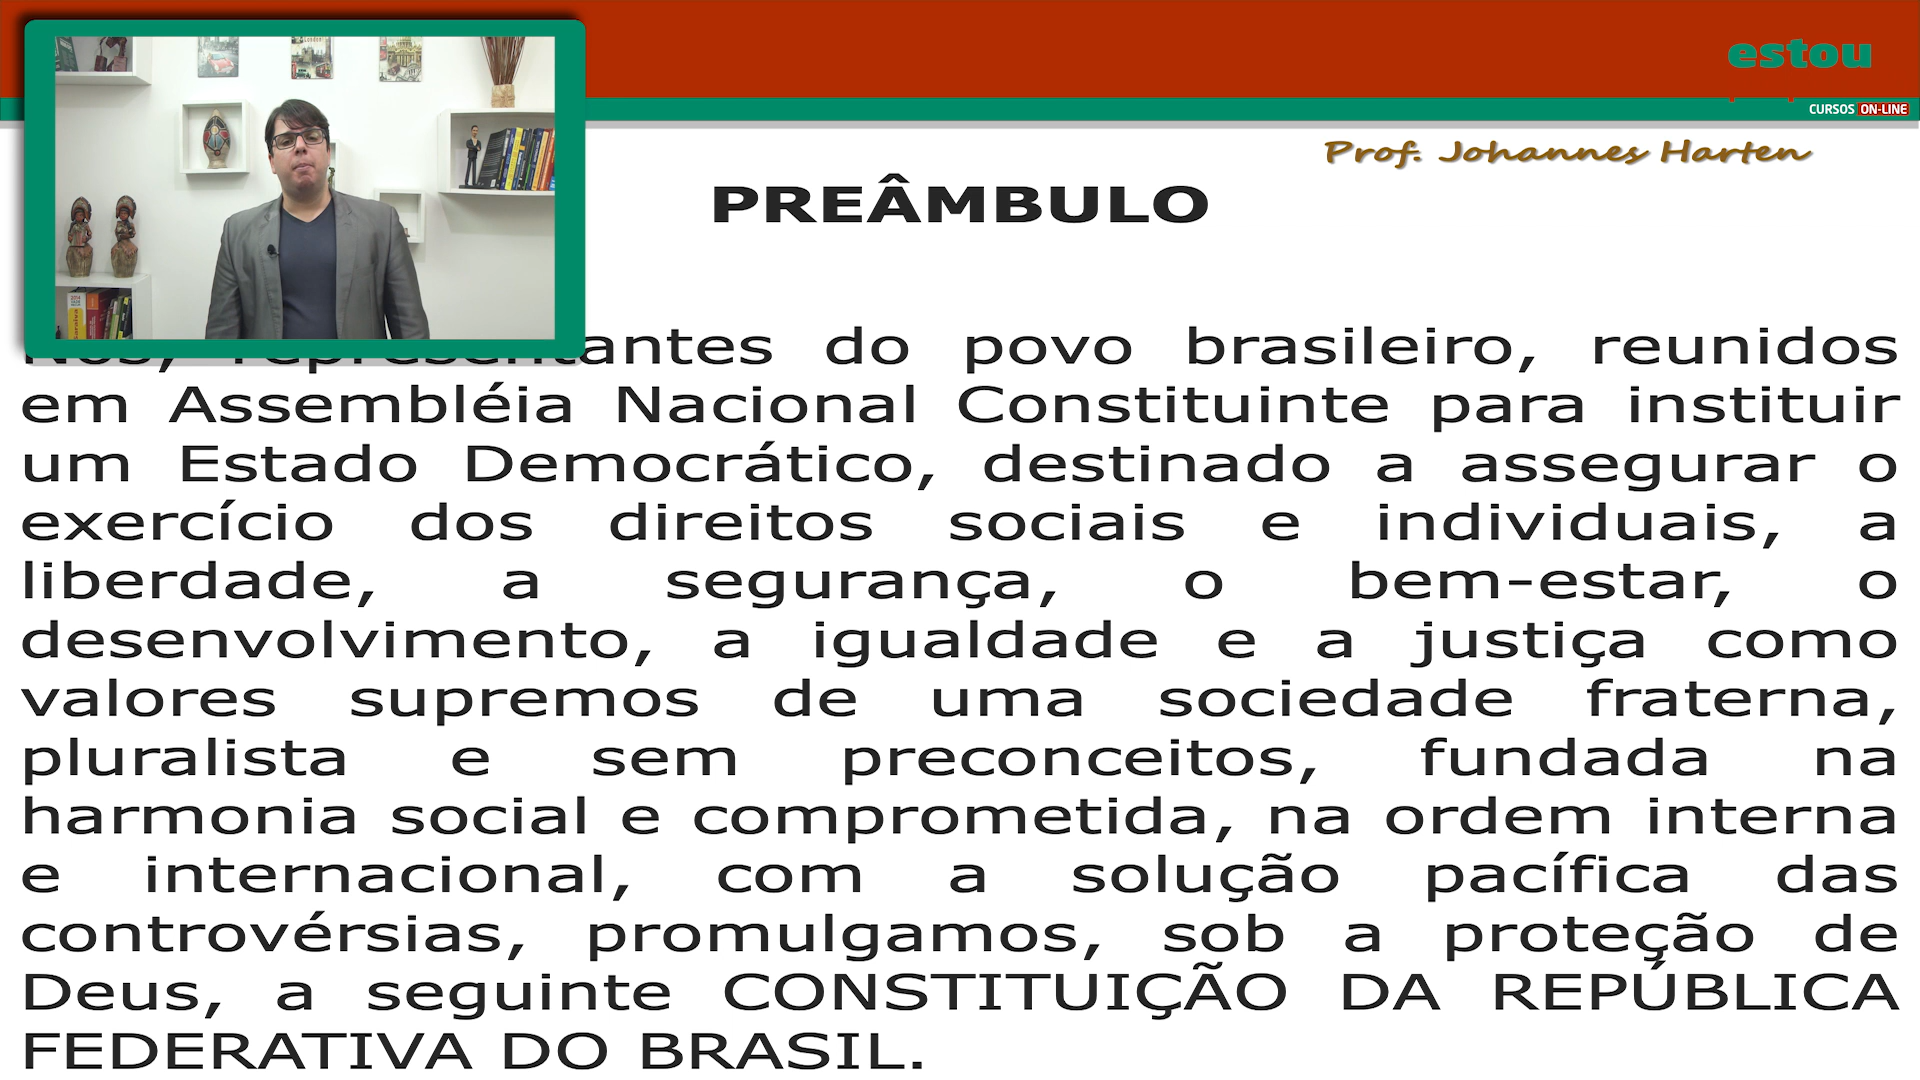 estou
CURSOS ON-LINE
Prof. Johannes Harten
PREÂMBULO
Nós, representantes do povo brasileiro, reunidos
em Assembléia Nacional Constituinte para instituir
um Estado Democrático, destinado a assegurar o
exercício dos direitos sociais e individuais, a
liberdade, a segurança, o bem-estar, o
desenvolvimento, a igualdade e a justiça como
valores supremos de uma sociedade fraterna,
pluralista e sem preconceitos, fundada na
harmonia social e comprometida, na ordem interna
e internacional, com a solução pacífica das
controvérsias, promulgamos, sob a proteção de
Deus, a seguinte CONSTITUIÇÃO DA REPÚBLICA
FEDERATIVA DO BRASIL.